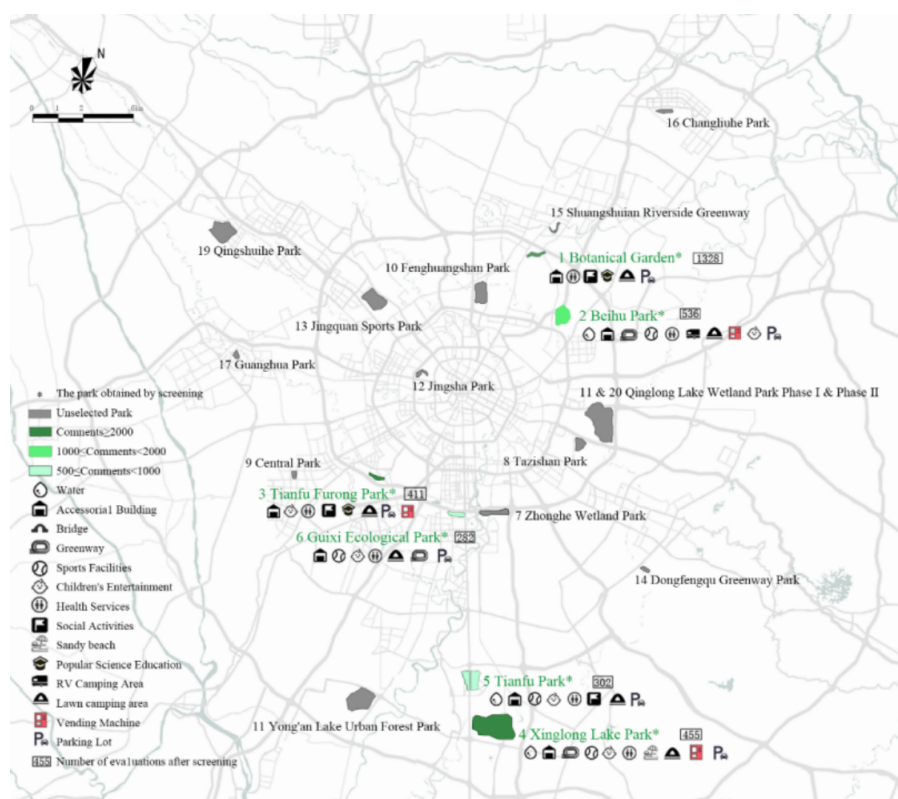 N
0 1 2 5km
16 Changliuhe Park
15 Shuangshuian Riverside Greenway
19 Qingshuihe Park
1 Botanical Garden* 1328
10 Fenghuangshan Park
2 Beihu Park* 536
13 Jingquan Sports Park
17 Guanghua Park
12 Jingsha Park
11 & 20 Qinglong Lake Wetland Park Phase I & Phase II
8 Tazishan Park
9 Central Park
3 Tianfu Furong Park* 411
7 Zhonghe Wetland Park
6 Guixi Ecological Park* 282
14 Dongfengqu Greenway Park
5 Tianfu Park* 302
11 Yong'an Lake Urban Forest Park
4 Xinglong Lake Park* 455
* The park obtained by screening
Unselected Park
Comnents≥2000
1000≤Comments<2000
500≤Comments<1000
Water
Accessorial Building
Bridge
Greenway
Sports Facilities
Children's Entertainment
Health Services
Social Activities
Sandy beach
Popular Science Education
RV Camping Area
Lawn camping area
Vending Machine
Parking Lot
455 Number of evaluations after screening